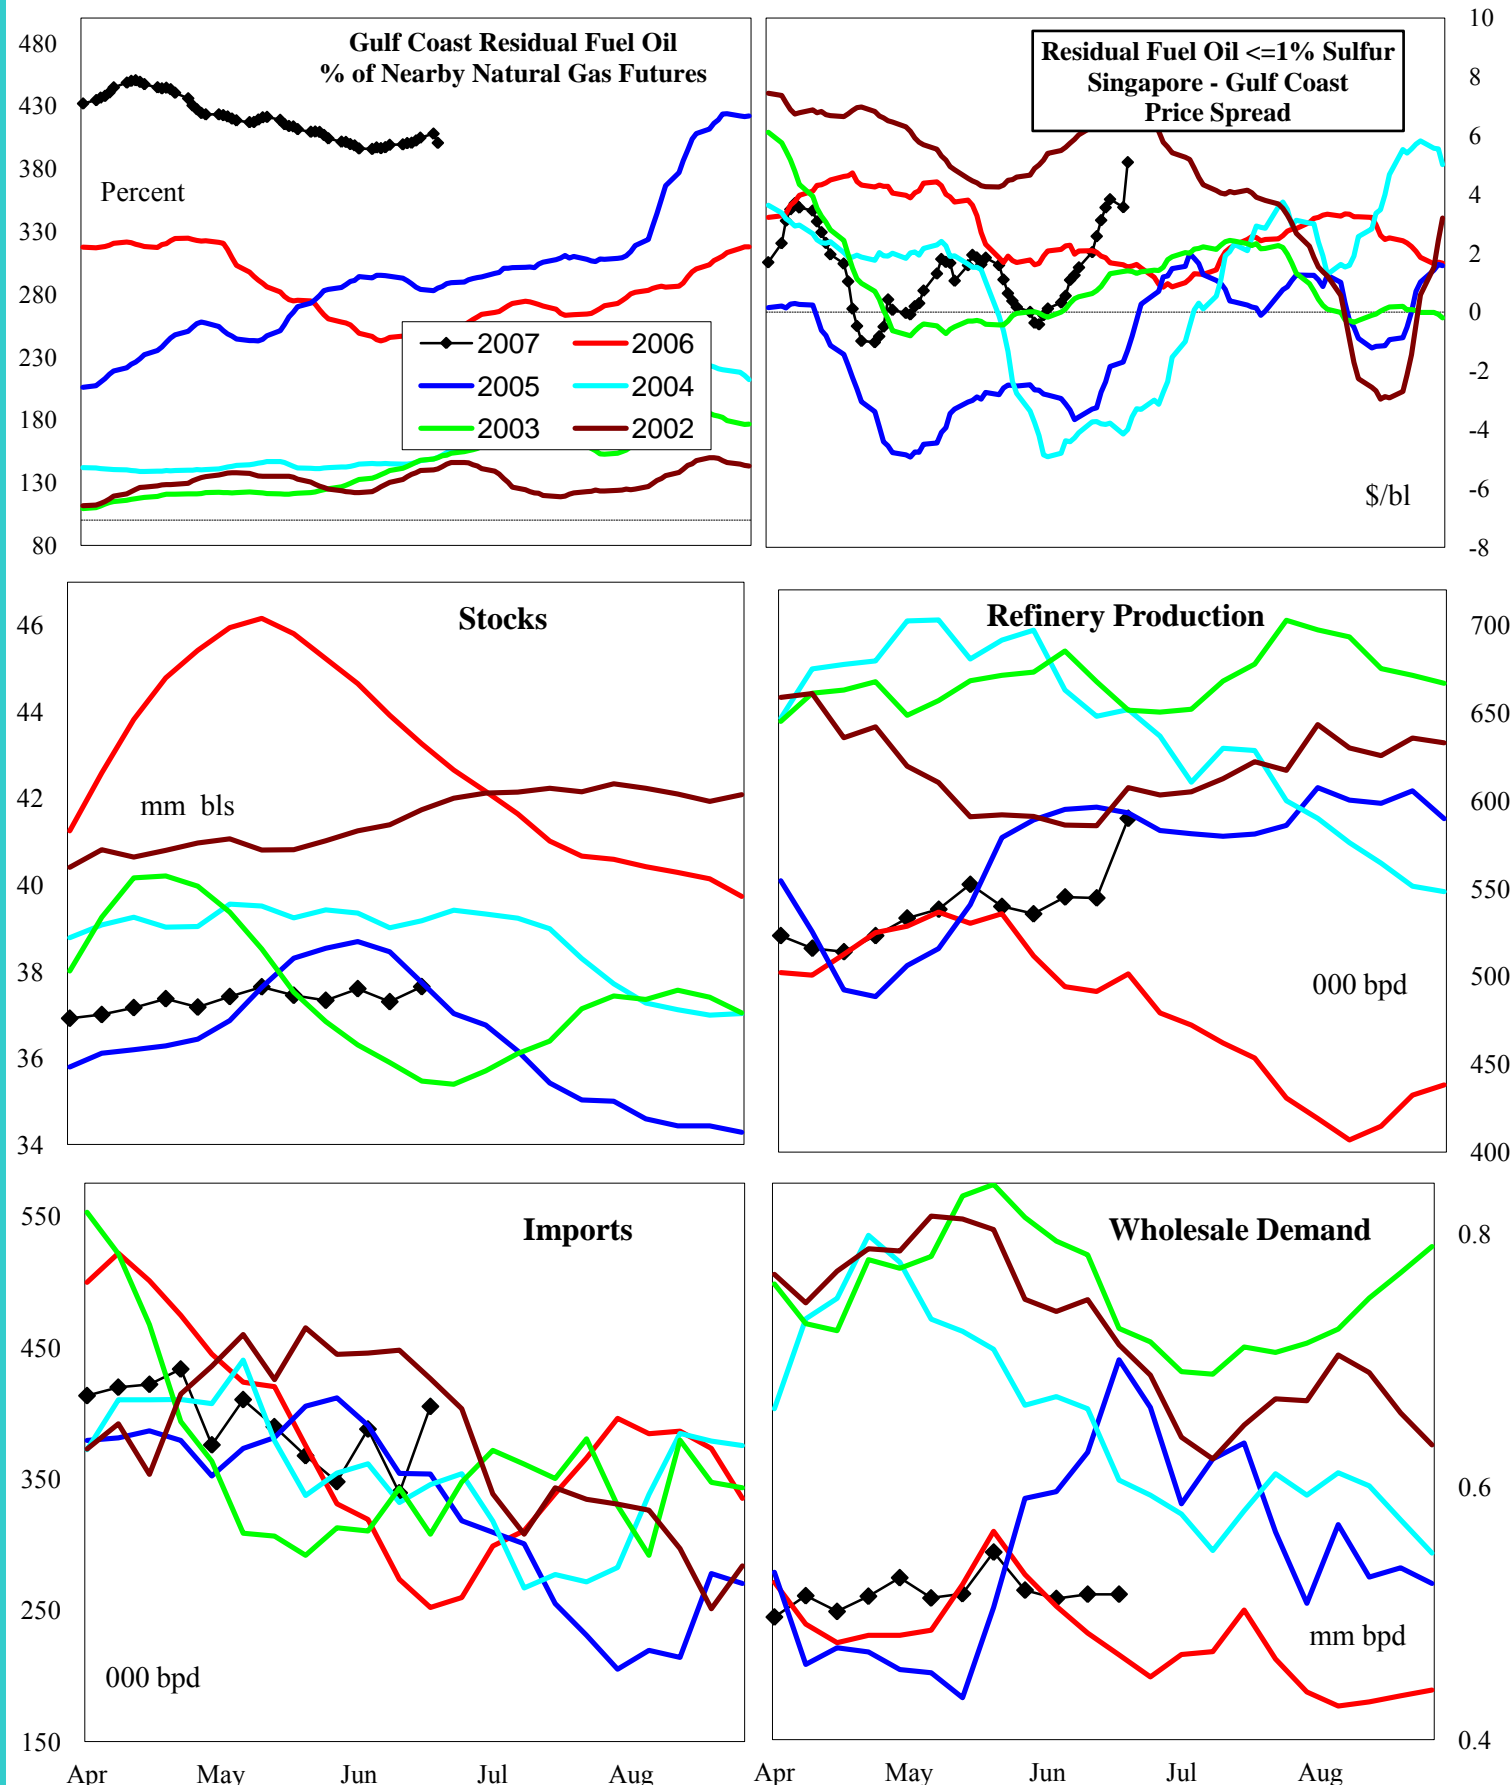 Gulf Coast Residual Fuel Oil
% of Nearby Natural Gas Futures
Percent
480
430
380
330
280
230
180
130
80
2007
2006
2005
2004
2003
2002
Residual Fuel Oil <=1% Sulfur
Singapore - Gulf Coast
Price Spread
$/bl
10
8
6
4
2
0
-2
-4
-6
-8
Stocks
mm bls
46
44
42
40
38
36
34
Refinery Production
000 bpd
700
650
600
550
500
450
400
Imports
000 bpd
550
450
350
250
150
Apr
May
Jun
Jul
Aug
Wholesale Demand
mm bpd
0.8
0.6
0.4
Apr
May
Jun
Jul
Aug